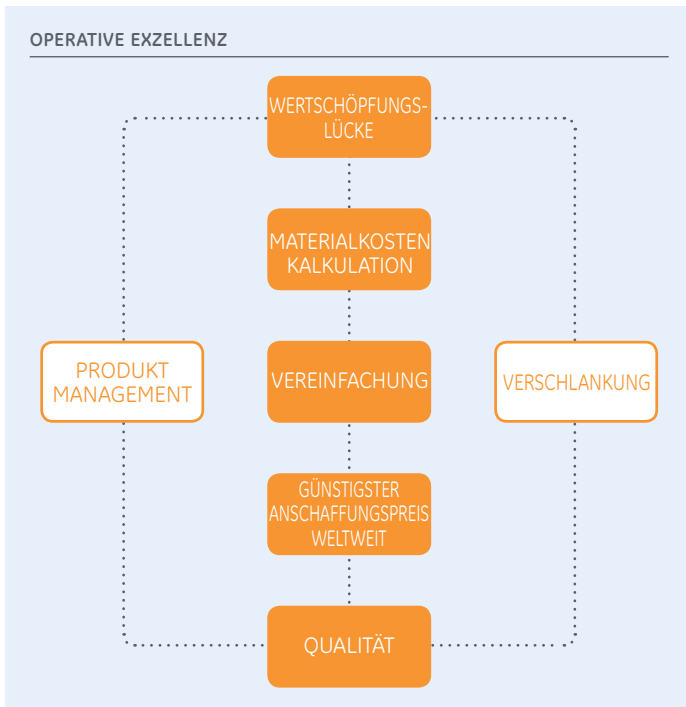 OPERATIVE EXZELLENZ
WERTSCHÖPFUNGS-
LÜCKE
MATERIALKOSTEN
KALKULATION
PRODUKT
MANAGEMENT
VEREINFACHUNG
VERSCHLANKUNG
GÜNSTIGSTER
ANSCHAFFUNGSPREIS
WELTWEIT
QUALITÄT